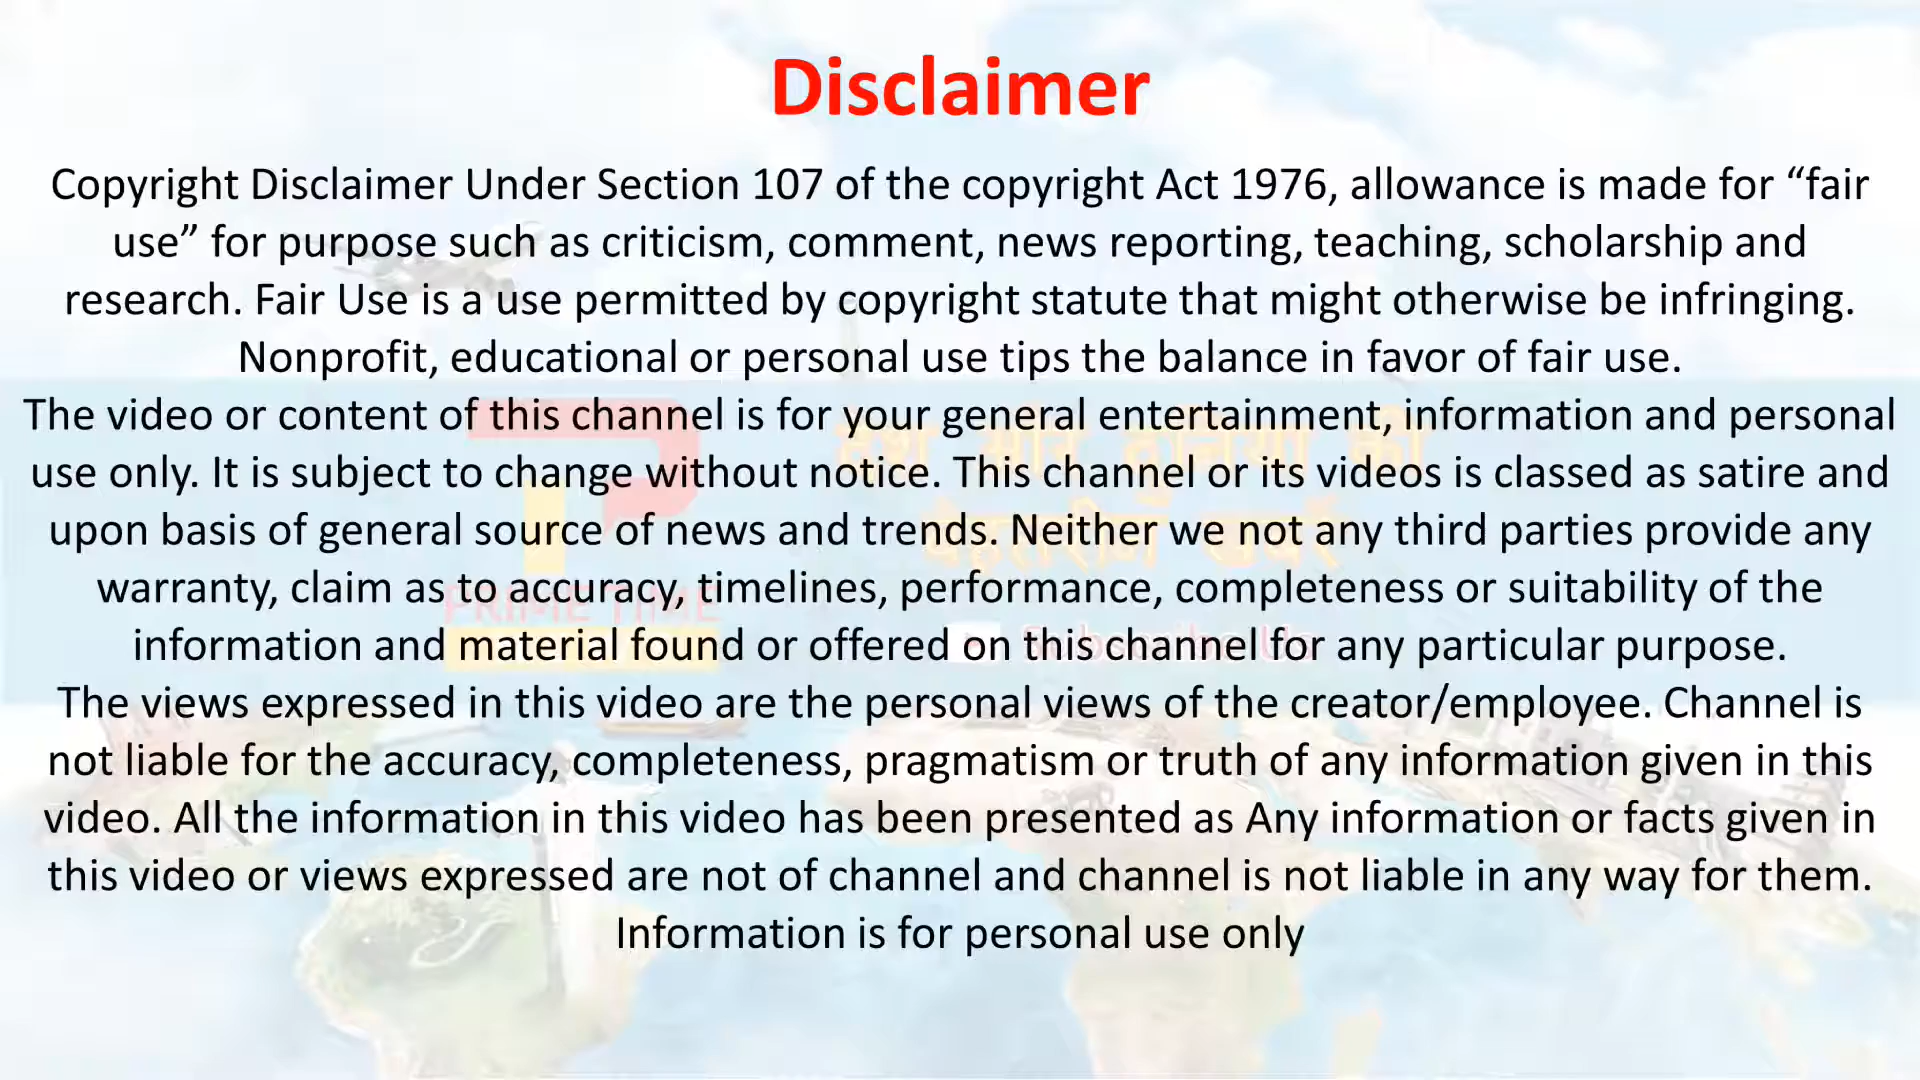 Disclaimer
Copyright Disclaimer Under Section 107 of the copyright Act 1976, allowance is made for “fair
use” for purpose such as criticism, comment, news reporting, teaching, scholarship and
research. Fair Use is a use permitted by copyright statute that might otherwise be infringing.
Nonprofit, educational or personal use tips the balance in favor of fair use.
The video or content of this channel is for your general entertainment, information and personal
use only. It is subject to change without notice. This channel or its videos is classed as satire and
upon basis of general source of news and trends. Neither we not any third parties provide any
warranty, claim as to accuracy, timelines, performance, completeness or suitability of the
information and material found or offered on this channel for any particular purpose.
The views expressed in this video are the personal views of the creator/employee. Channel is
not liable for the accuracy, completeness, pragmatism or truth of any information given in this
video. All the information in this video has been presented as Any information or facts given in
this video or views expressed are not of channel and channel is not liable in any way for them.
Information is for personal use only
देश और दुनिया की
बेहतरीन खबरें
PRIME TIME
Subscribe Us